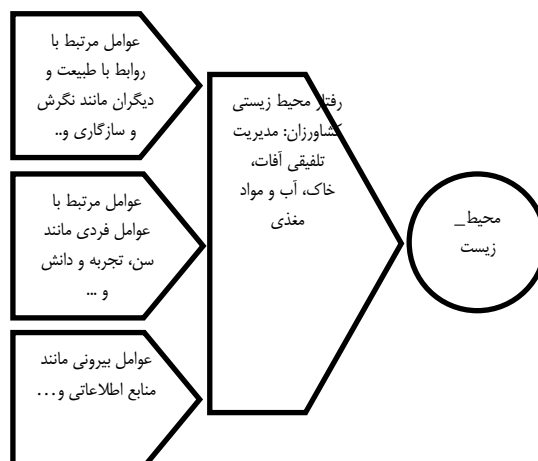 عوامل مرتبط با
روابط با طبیعت و
دیگران مانند نگرش
و سازگاری و..
عوامل مرتبط با
عوامل فردی مانند
سن، تجربه و دانش
و ...
عوامل بیرونی مانند
منابع اطلاعاتی و...
رفتار محیط زیستی
کشاورزان: مدیریت
تلفیقی آفات،
خاک، آب و مواد
مغذی
محیط_
زیست